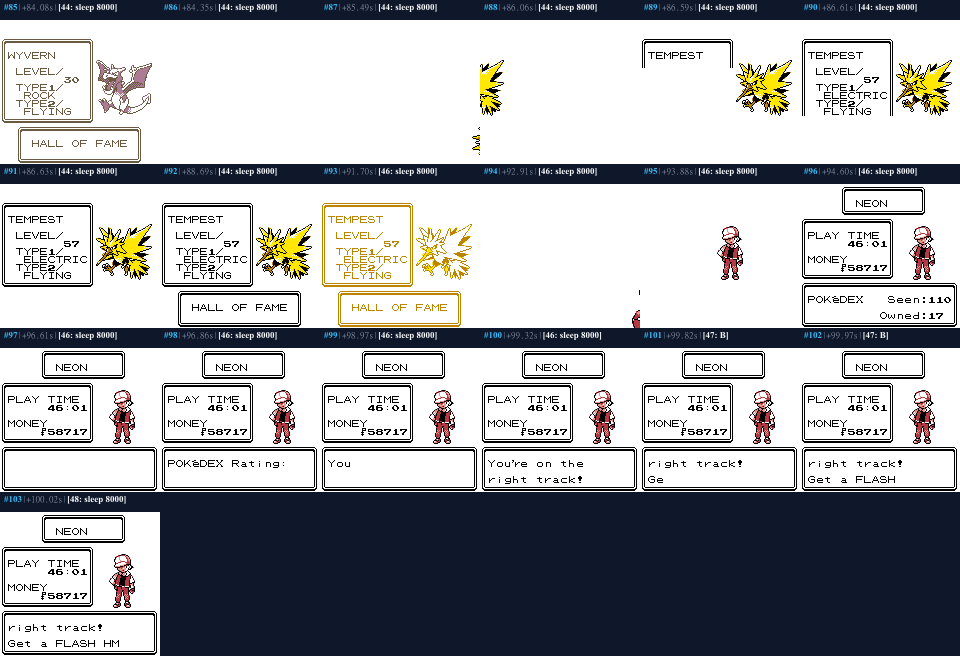 #85|+84.08s|[44: sleep 8000]
WYVERN
LEVEL/
30
TYPE1/
ROCK
TYPE2/
FLYING
HALL OF FAME
#86|+84.35s|[44: sleep 8000]
#87|+85.49s|[44: sleep 8000]
#88|+86.06s|[44: sleep 8000]
#89|+86.59s|[44: sleep 8000]
TEMPEST
#90|+86.61s|[44: sleep 8000]
TEMPEST
LEVEL/
57
TYPE1/
ELECTRIC
TYPE2/
FLYING
#91|+86.63s|[44: sleep 8000]
TEMPEST
LEVEL/
57
TYPE1/
ELECTRIC
TYPE2/
FLYING
#92|+88.69s|[44: sleep 8000]
TEMPEST
LEVEL/
57
TYPE1/
ELECTRIC
TYPE2/
FLYING
HALL OF FAME
#93|+91.70s|[46: sleep 8000]
TEMPEST
LEVEL/
57
TYPE1/
ELECTRIC
TYPE2/
FLYING
HALL OF FAME
#94|+92.91s|[46: sleep 8000]
#95|+93.88s|[46: sleep 8000]
#96|+94.60s|[46: sleep 8000]
NEON
PLAY TIME
46:01
MONEY
₽58717
POKéDEX Seen:110
Owned:17
#97|+96.61s|[46: sleep 8000]
NEON
PLAY TIME
46:01
MONEY
₽58717
#98|+96.86s|[46: sleep 8000]
NEON
PLAY TIME
46:01
MONEY
₽58717
POKéDEX Rating:
#99|+98.97s|[46: sleep 8000]
NEON
PLAY TIME
46:01
MONEY
₽58717
You
#100|+99.32s|[46: sleep 8000]
NEON
PLAY TIME
46:01
MONEY
₽58717
You're on the
right track!
#101|+99.82s|[47: B]
NEON
PLAY TIME
46:01
MONEY
₽58717
right track!
Ge
#102|+99.97s|[47: B]
NEON
PLAY TIME
46:01
MONEY
₽58717
right track!
Get a FLASH
#103|+100.02s|[48: sleep 8000]
NEON
PLAY TIME
46:01
MONEY
₽58717
right track!
Get a FLASH HM